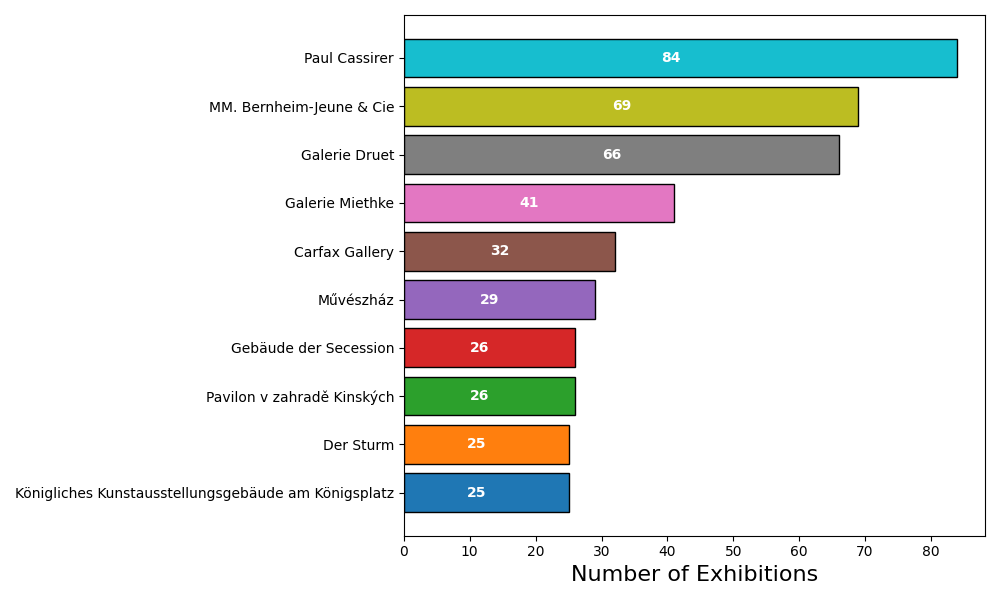 Paul Cassirer 84
MM. Bernheim-Jeune & Cie 69
Galerie Druet 66
Galerie Miethke 41
Carfax Gallery 32
Művészház 29
Gebäude der Secession 26
Pavilon v zahradě Kinských 26
Der Sturm 25
Königliches Kunstausstellungsgebäude am Königsplatz 25
0 10 20 30 40 50 60 70 80
Number of Exhibitions